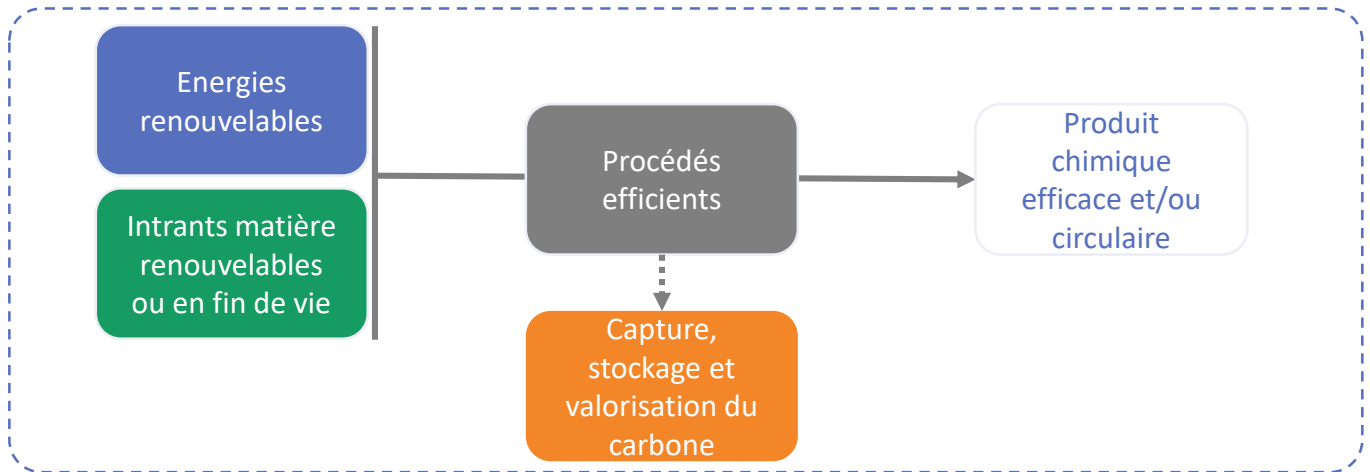 Energies
renouvelables
Intrants matière
renouvelables
ou en fin de vie
Procédés
efficients
Capture,
stockage et
valorisation du
carbone
Produit
chimique
efficace et/ou
circulaire